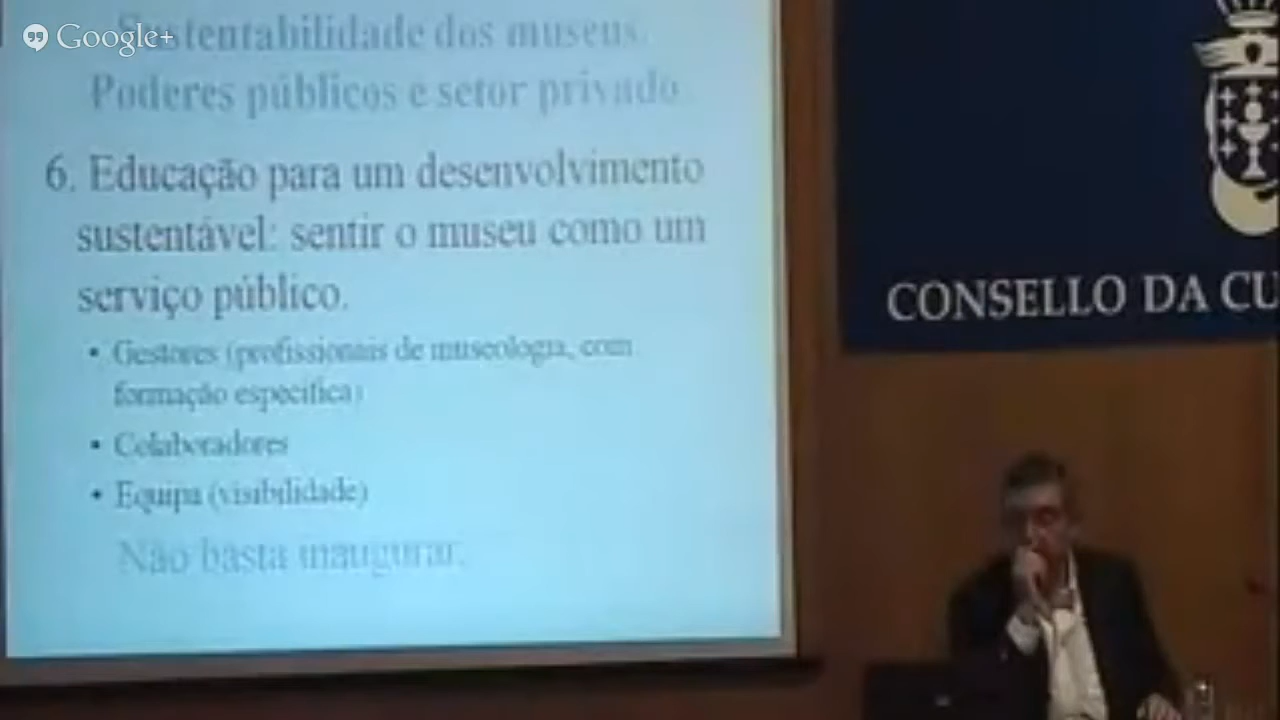 Google+
Sustentabilidade dos museus.
Poderes públicos e setor privado.
6. Educação para um desenvolvimento
sustentável: sentir o museu como um
serviço público.
• Gestores (profissionais de museologia, com
formação específica)
• Colaboradores
• Equipa (visibilidade)
Não basta inaugurar.
CONSELLO DA CU